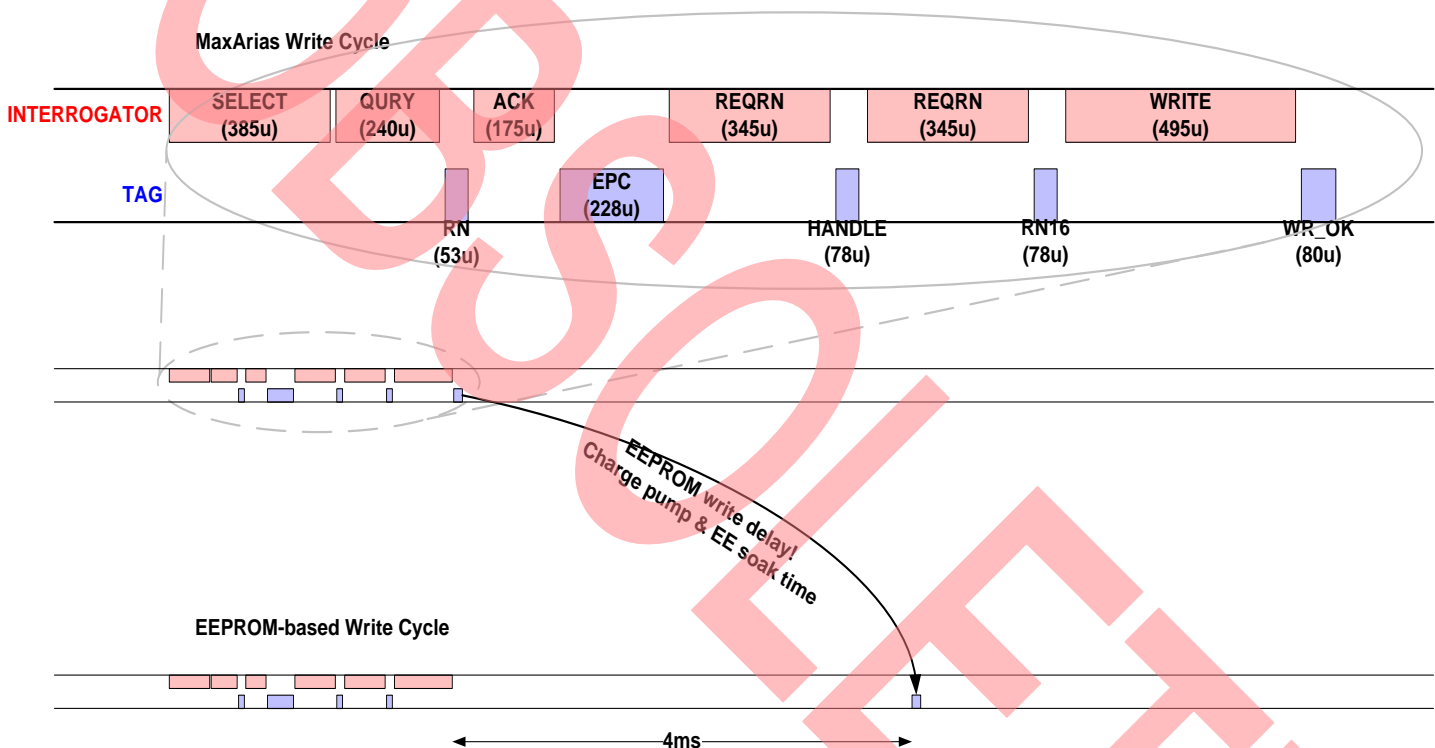 MaxArias Write Cycle
INTERROGATOR
SELECT
(385u)
QURY
(240u)
ACK
(175u)
REQRN
(345u)
REQRN
(345u)
WRITE
(495u)
TAG
RN
(53u)
EPC
(228u)
HANDLE
(78u)
RN16
(78u)
WR_OK
(80u)
EEPROM write delay!
Charge pump & EE soak time
EEPROM-based Write Cycle
4ms
OBSOLETE